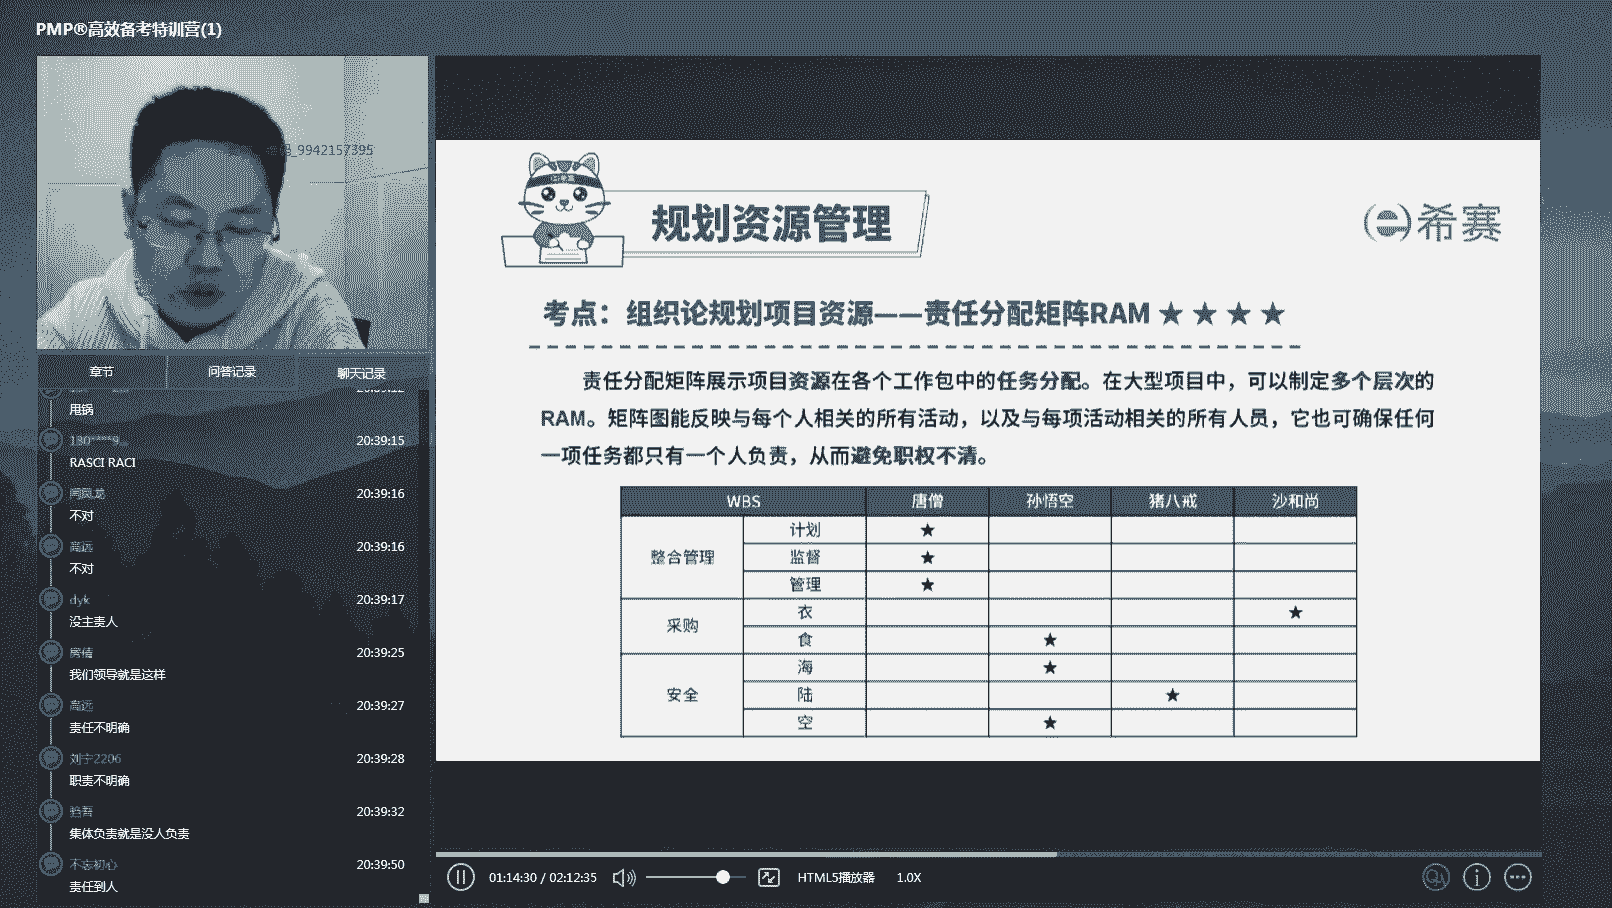 PMP®高效备考特训营(1)
_9942157395
章节
问答记录
聊天记录
甩锅
20:39:15
RASCI RACI
20:39:16
不对
高远
20:39:16
不对
dyk
20:39:17
没主责人
20:39:25
我们领导就是这样
高远
20:39:27
责任不明确
刘宁2206
20:39:28
职责不明确
20:39:32
集体负责就是没人负责
不忘初心
20:39:50
责任到人
规划资源管理
希赛
考点：组织论规划项目资源——责任分配矩阵RAM ★ ★ ★ ★
责任分配矩阵展示项目资源在各个工作包中的任务分配。在大型项目中，可以制定多个层次的
RAM。矩阵图能反映与每个人相关的所有活动，以及与每项活动相关的所有人员，它也可确保任何
一项任务都只有一个人负责，从而避免职权不清。
WBS 唐僧 孙悟空 猪八戒 沙和尚
整合管理
计划 ★
监督 ★
管理 ★
采购
衣 ★
食 ★
安全
海 ★
陆 ★
空 ★
01:14:30 / 02:12:35
HTML5播放器
1.0X